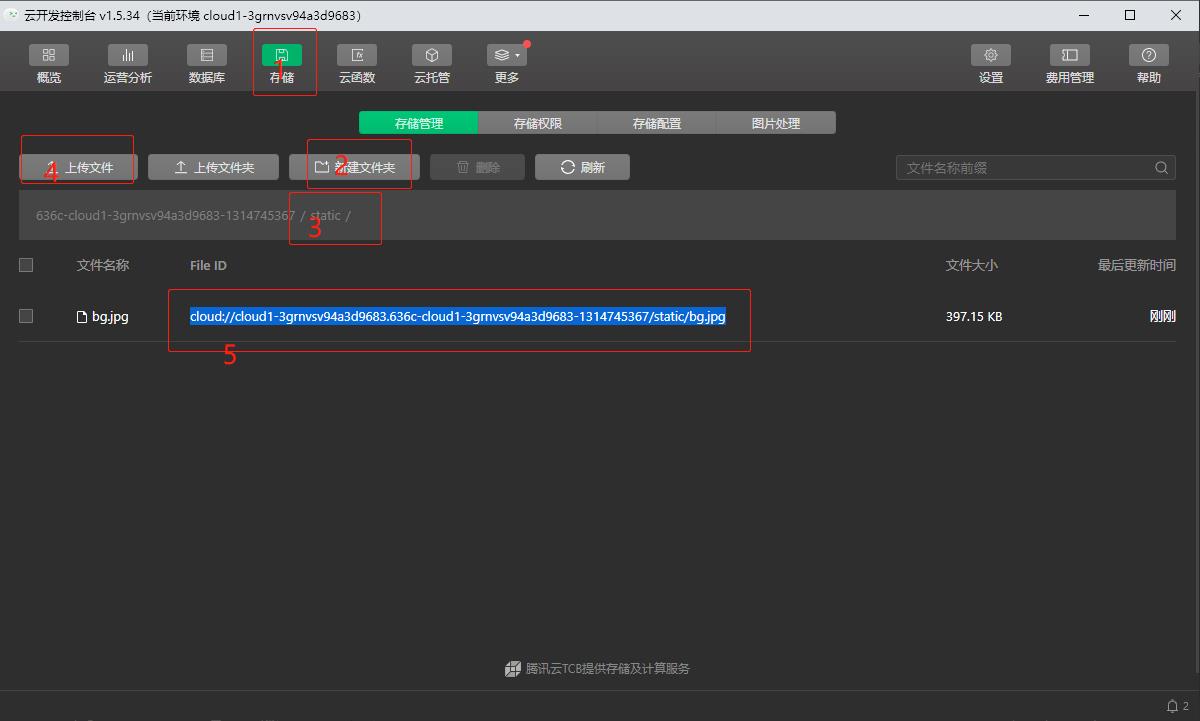 云开发控制台 v1.5.34（当前环境 cloud1-3grnvsv94a3d9683）
概览 运营分析 数据库 存储 云函数 云托管 更多 设置 费用管理 帮助
1
存储管理 存储权限 存储配置 图片处理
上传文件 上传文件夹 新建文件夹 删除 刷新 文件名称前缀
4 2
636c-cloud1-3grnvsv94a3d9683-1314745367 / static /
3
文件名称 File ID 文件大小 最后更新时间
bg.jpg cloud://cloud1-3grnvsv94a3d9683.636c-cloud1-3grnvsv94a3d9683-1314745367/static/bg.jpg 397.15 KB 刚刚
5
腾讯云TCB提供存储及计算服务
2